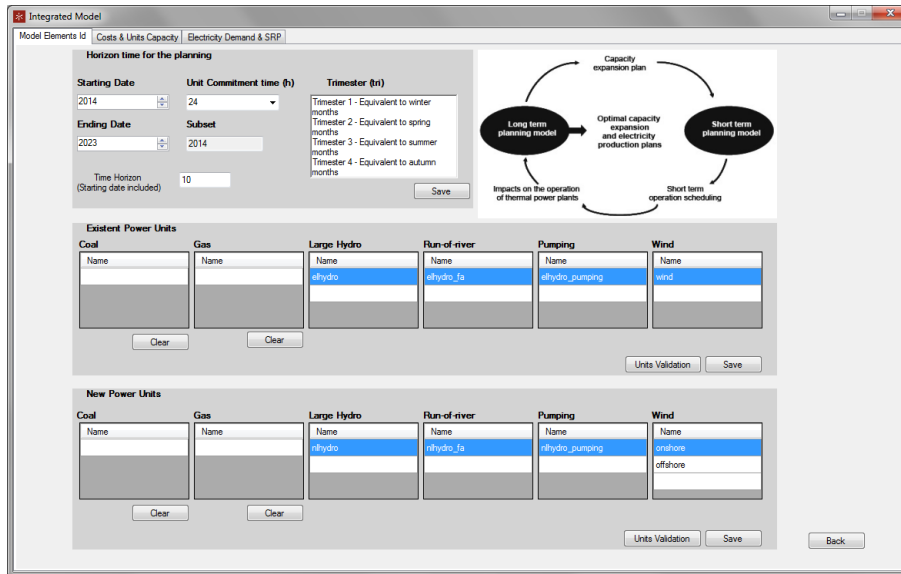 Integrated Model
Model Elements Id Costs & Units Capacity Electricity Demand & SRP
Horizon time for the planning
Starting Date Unit Commitment time (h) Trimester (tri)
2014 24
Trimester 1 - Equivalent to winter
months
Trimester 2 - Equivalent to spring
months
Trimester 3 - Equivalent to summer
months
Trimester 4 - Equivalent to autumn
months
Ending Date Subset
2023 2014
Time Horizon
(Starting date included)
10
Save
Capacity
expansion plan
Long term
planning model
Optimal capacity
expansion
and electricity
production plans
Short term
planning model
Impacts on the operation
of thermal power plants
Short term
operation scheduling
Existent Power Units
Coal Gas Large Hydro Run-of-river Pumping Wind
Name Name Name Name Name Name
elhydro elhydro_fa elhydro_pumping wind
Clear Clear
Units Validation Save
New Power Units
Coal Gas Large Hydro Run-of-river Pumping Wind
Name Name Name Name Name Name
nlhydro nlhydro_fa nlhydro_pumping onshore
offshore
Clear Clear
Units Validation Save
Back